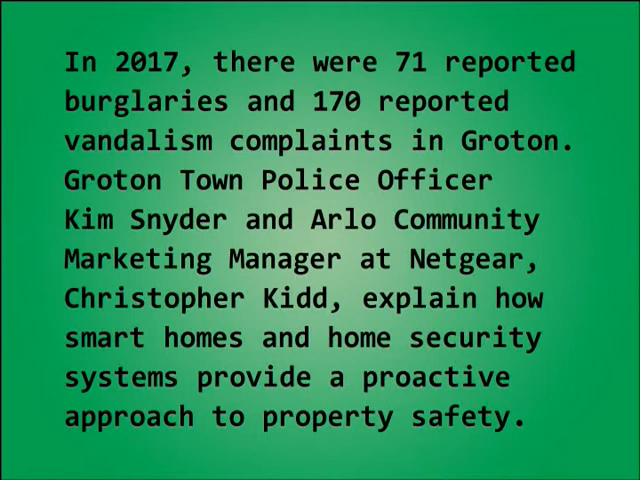 In 2017, there were 71 reported
burglaries and 170 reported
vandalism complaints in Groton.
Groton Town Police Officer
Kim Snyder and Arlo Community
Marketing Manager at Netgear,
Christopher Kidd, explain how
smart homes and home security
systems provide a proactive
approach to property safety.